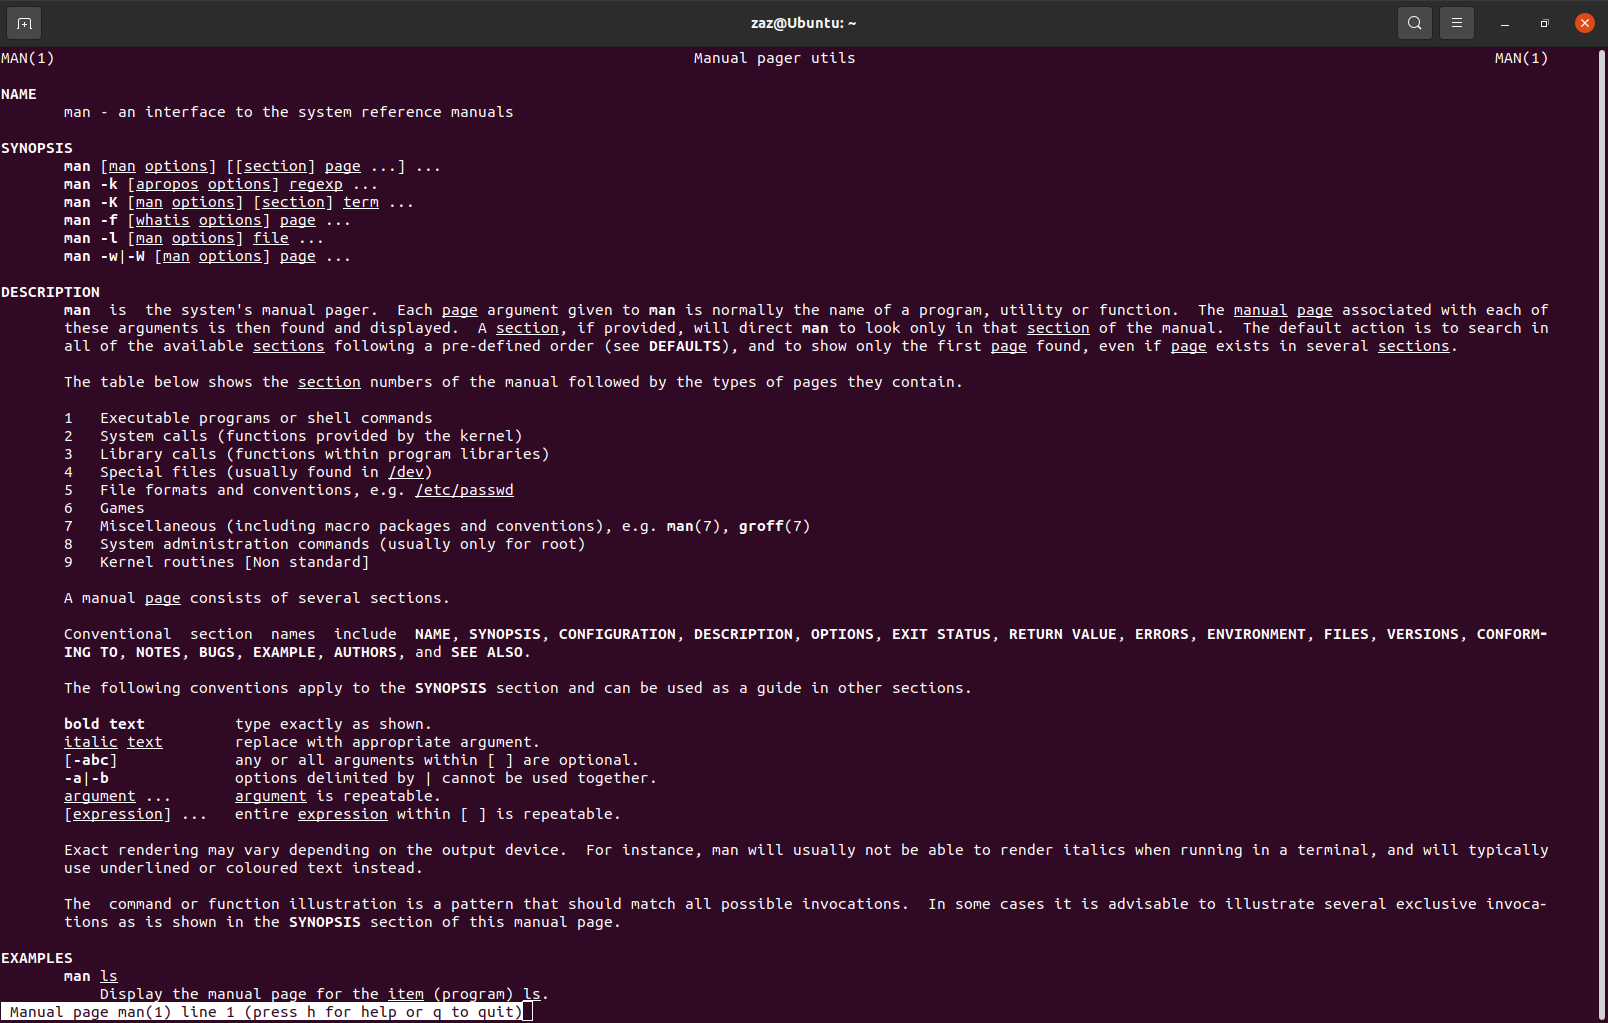 zaz@Ubuntu: ~
MAN(1) Manual pager utils MAN(1)
NAME
man - an interface to the system reference manuals
SYNOPSIS
man [man options] [[section] page ...] ...
man -k [apropos options] regexp ...
man -K [man options] [section] term ...
man -f [whatis options] page ...
man -l [man options] file ...
man -w|-W [man options] page ...
DESCRIPTION
man  is  the system's manual pager.  Each page argument given to man is normally the name of a program, utility or function.  The manual page associated with each of
these arguments is then found and displayed.  A section, if provided, will direct man to look only in that section of the manual.  The default action is to search in
all of the available sections following a pre-defined order (see DEFAULTS), and to show only the first page found, even if page exists in several sections.
The table below shows the section numbers of the manual followed by the types of pages they contain.
1   Executable programs or shell commands
2   System calls (functions provided by the kernel)
3   Library calls (functions within program libraries)
4   Special files (usually found in /dev)
5   File formats and conventions, e.g. /etc/passwd
6   Games
7   Miscellaneous (including macro packages and conventions), e.g. man(7), groff(7)
8   System administration commands (usually only for root)
9   Kernel routines [Non standard]
A manual page consists of several sections.
Conventional  section  names  include  NAME, SYNOPSIS, CONFIGURATION, DESCRIPTION, OPTIONS, EXIT STATUS, RETURN VALUE, ERRORS, ENVIRONMENT, FILES, VERSIONS, CONFORM-
ING TO, NOTES, BUGS, EXAMPLE, AUTHORS, and SEE ALSO.
The following conventions apply to the SYNOPSIS section and can be used as a guide in other sections.
bold text          type exactly as shown.
italic text        replace with appropriate argument.
[-abc]             any or all arguments within [ ] are optional.
-a|-b              options delimited by | cannot be used together.
argument ...       argument is repeatable.
[expression] ...   entire expression within [ ] is repeatable.
Exact rendering may vary depending on the output device.  For instance, man will usually not be able to render italics when running in a terminal, and will typically
use underlined or coloured text instead.
The  command or function illustration is a pattern that should match all possible invocations.  In some cases it is advisable to illustrate several exclusive invoca-
tions as is shown in the SYNOPSIS section of this manual page.
EXAMPLES
man ls
Display the manual page for the item (program) ls.
Manual page man(1) line 1 (press h for help or q to quit)